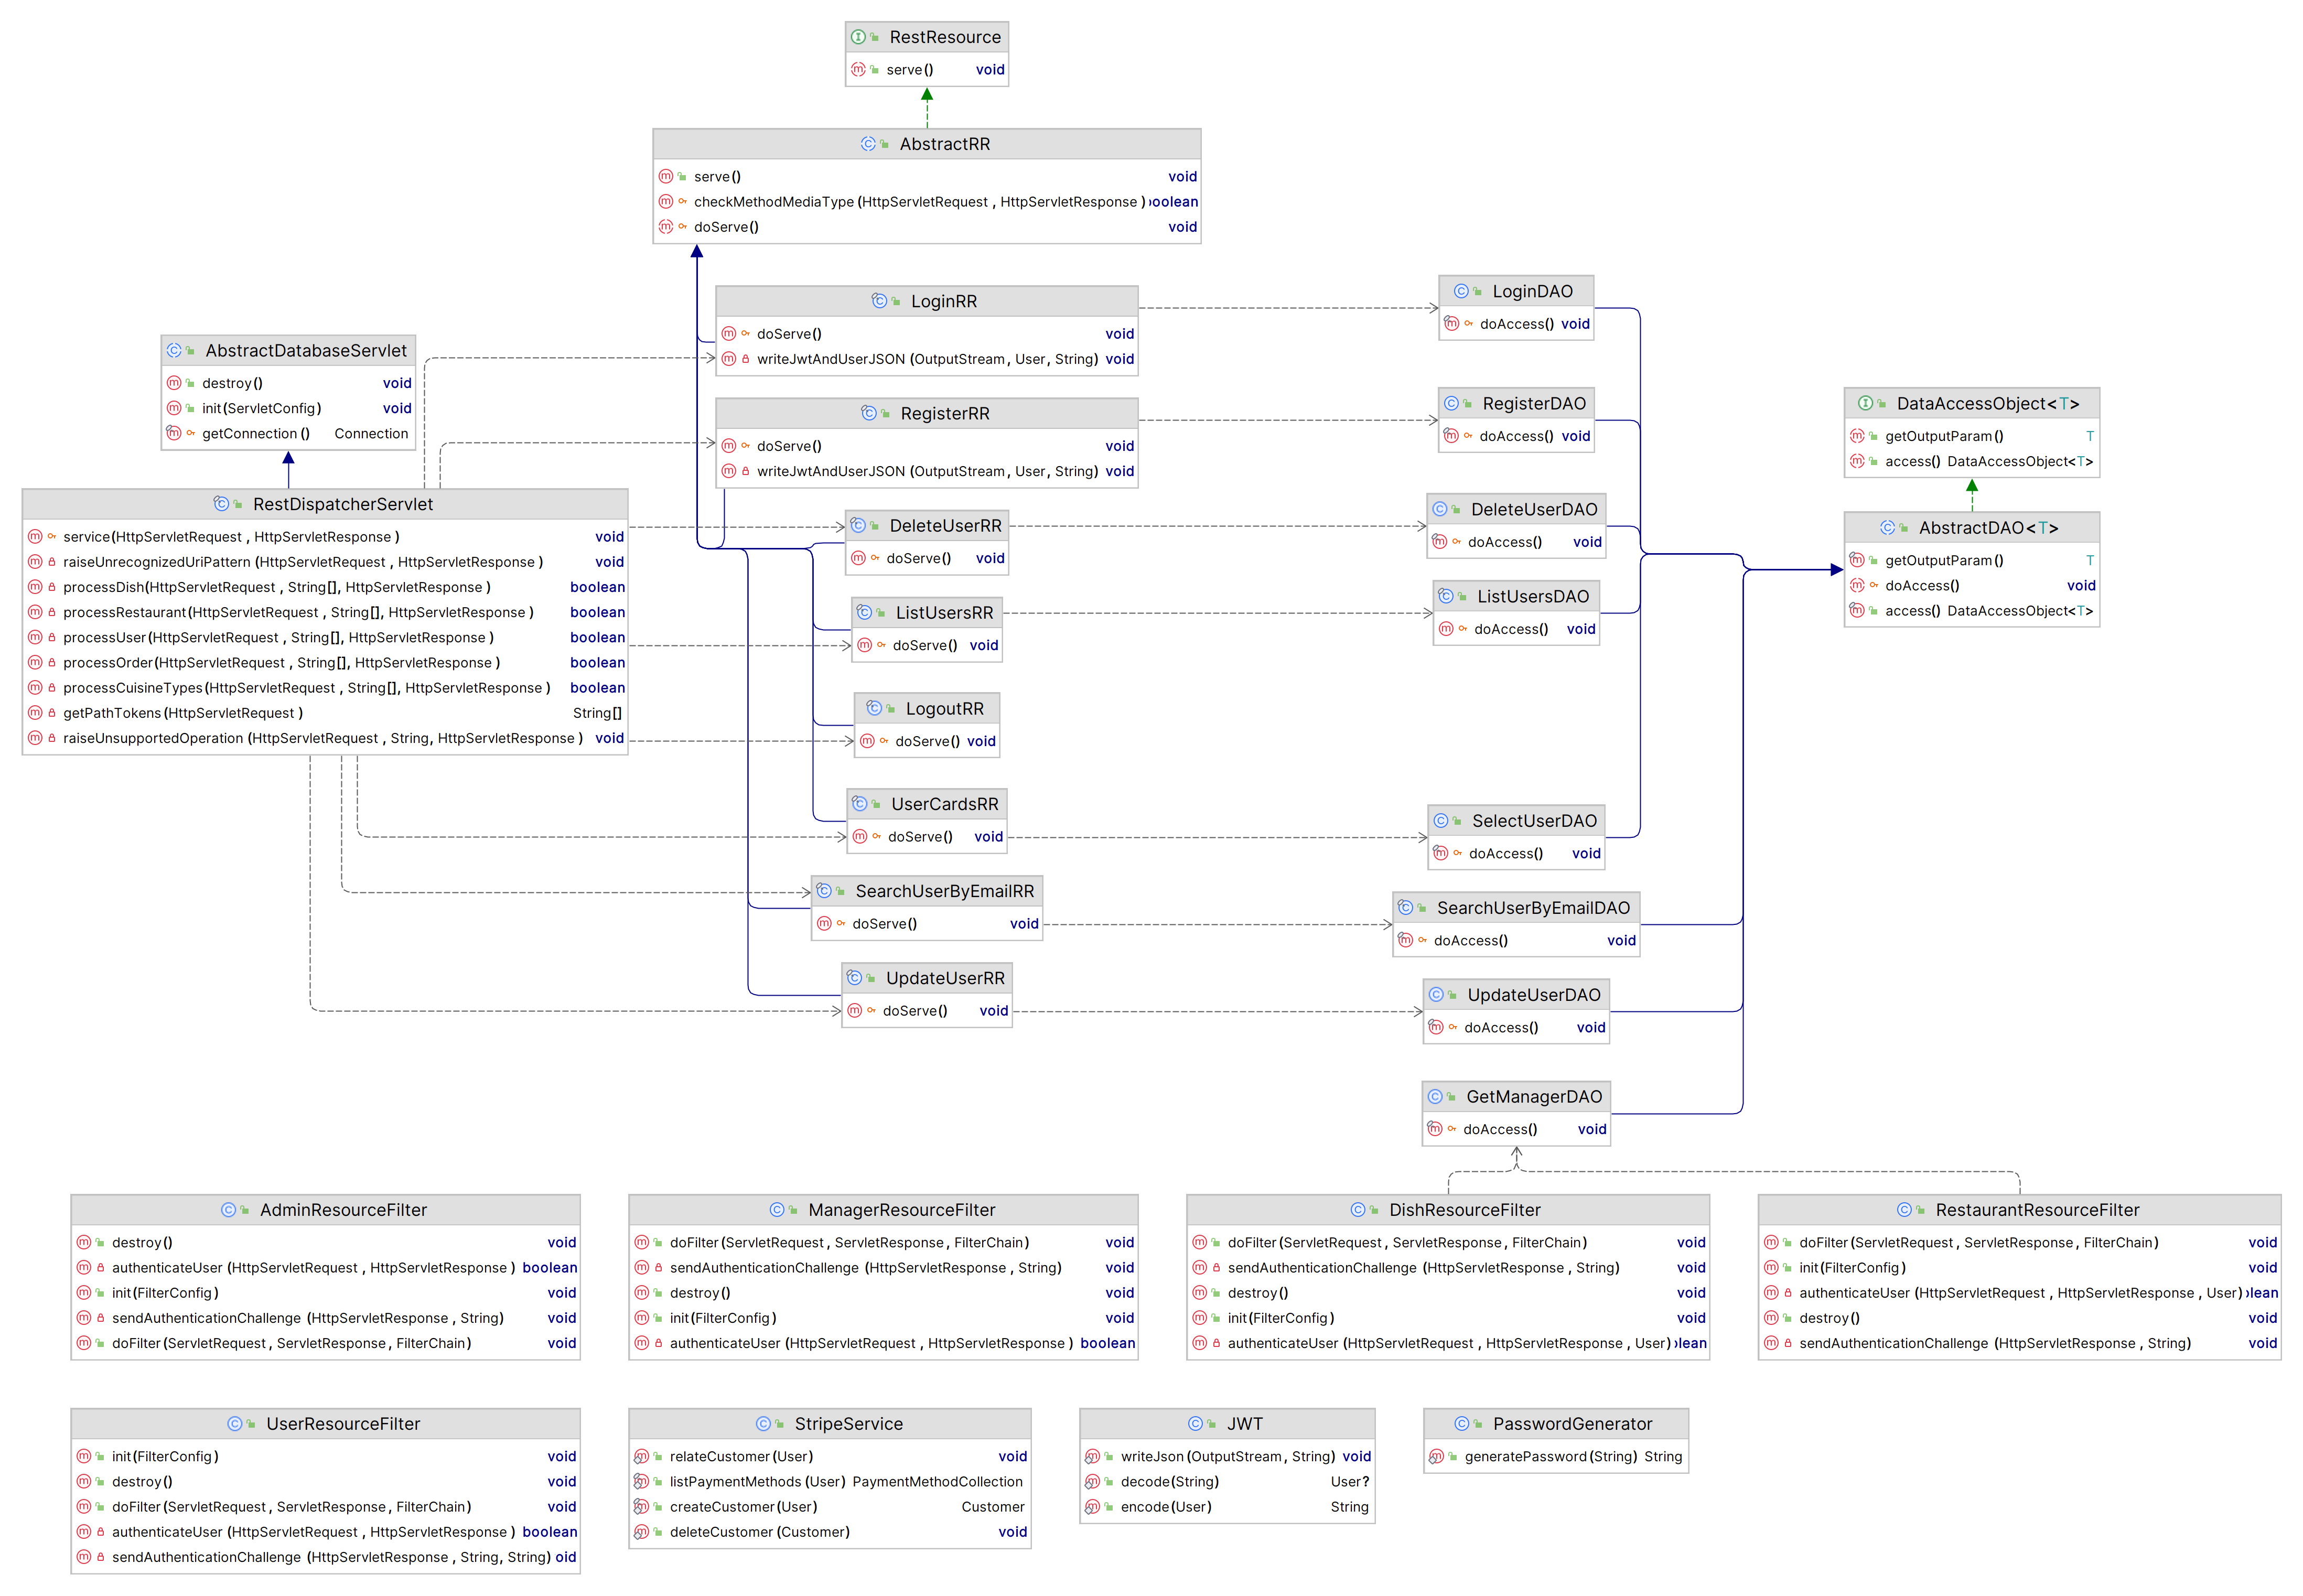 RestResource
serve() void
AbstractRR
serve() void
checkMethodMediaType(HttpServletRequest, HttpServletResponse) boolean
doServe() void
LoginRR
doServe() void
writeJwtAndUserJSON(OutputStream, User, String) void
LoginDAO
doAccess() void
AbstractDatabaseServlet
destroy() void
init(ServletConfig) void
getConnection() Connection
RegisterRR
doServe() void
writeJwtAndUserJSON(OutputStream, User, String) void
RegisterDAO
doAccess() void
DataAccessObject<T>
getOutputParam() T
access() DataAccessObject<T>
RestDispatcherServlet
service(HttpServletRequest, HttpServletResponse) void
raiseUnrecognizedUriPattern(HttpServletRequest, HttpServletResponse) void
processDish(HttpServletRequest, String[], HttpServletResponse) boolean
processRestaurant(HttpServletRequest, String[], HttpServletResponse) boolean
processUser(HttpServletRequest, String[], HttpServletResponse) boolean
processOrder(HttpServletRequest, String[], HttpServletResponse) boolean
processCuisineTypes(HttpServletRequest, String[], HttpServletResponse) boolean
getPathTokens(HttpServletRequest) String[]
raiseUnsupportedOperation(HttpServletRequest, String, HttpServletResponse) void
DeleteUserRR
doServe() void
DeleteUserDAO
doAccess() void
AbstractDAO<T>
getOutputParam() T
doAccess() void
access() DataAccessObject<T>
ListUsersRR
doServe() void
ListUsersDAO
doAccess() void
LogoutRR
doServe() void
UserCardsRR
doServe() void
SelectUserDAO
doAccess() void
SearchUserByEmailRR
doServe() void
SearchUserByEmailDAO
doAccess() void
UpdateUserRR
doServe() void
UpdateUserDAO
doAccess() void
GetManagerDAO
doAccess() void
AdminResourceFilter
destroy() void
authenticateUser(HttpServletRequest, HttpServletResponse) boolean
init(FilterConfig) void
sendAuthenticationChallenge(HttpServletResponse, String) void
doFilter(ServletRequest, ServletResponse, FilterChain) void
ManagerResourceFilter
doFilter(ServletRequest, ServletResponse, FilterChain) void
sendAuthenticationChallenge(HttpServletResponse, String) void
destroy() void
init(FilterConfig) void
authenticateUser(HttpServletRequest, HttpServletResponse) boolean
DishResourceFilter
doFilter(ServletRequest, ServletResponse, FilterChain) void
sendAuthenticationChallenge(HttpServletResponse, String) void
destroy() void
init(FilterConfig) void
authenticateUser(HttpServletRequest, HttpServletResponse, User) lean
RestaurantResourceFilter
doFilter(ServletRequest, ServletResponse, FilterChain) void
init(FilterConfig) void
authenticateUser(HttpServletRequest, HttpServletResponse, User) lean
destroy() void
sendAuthenticationChallenge(HttpServletResponse, String) void
UserResourceFilter
init(FilterConfig) void
destroy() void
doFilter(ServletRequest, ServletResponse, FilterChain) void
authenticateUser(HttpServletRequest, HttpServletResponse) boolean
sendAuthenticationChallenge(HttpServletResponse, String, String) oid
StripeService
relateCustomer(User) void
listPaymentMethods(User) PaymentMethodCollection
createCustomer(User) Customer
deleteCustomer(Customer) void
JWT
writeJson(OutputStream, String) void
decode(String) User?
encode(User) String
PasswordGenerator
generatePassword(String) String